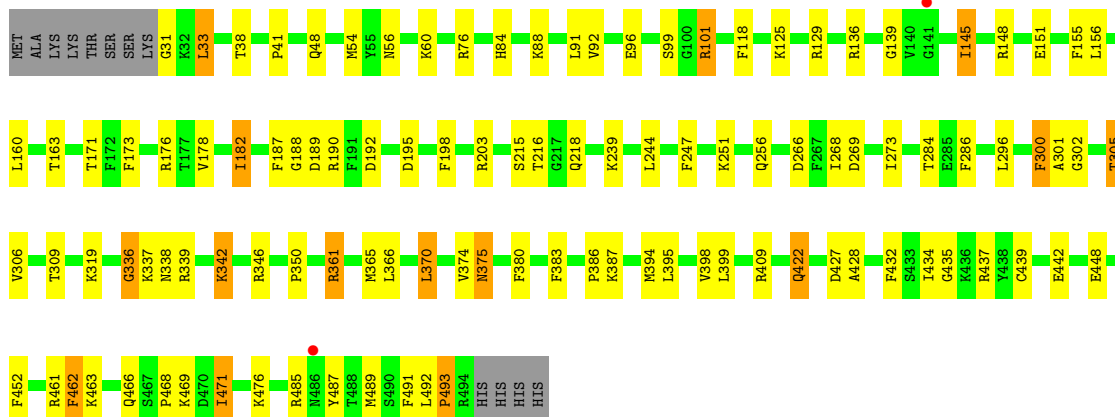 MET ALA LYS LYS THR SER SER LYS G31 K32 L33 T38 P41 Q48 M54 Y55 N56 K60 R76 H84 K88 L91 V92 E96 S99 G100 R101 F118 K125 R129 R136 G139 V140 G141 I145 R148 E151 F155 L156
L160 T163 T171 F172 F173 R176 T177 V178 I182 F187 G188 D189 R190 F191 D192 D195 F198 R203 S215 T216 G217 Q218 K239 L244 F247 K251 Q256 D266 F267 I268 D269 I273 T284 E285 F286 L296 F300 A301 G302 T305
V306 T309 K319 G336 K337 N338 R339 K342 R346 P350 R361 M365 L366 L370 V374 N375 F380 F383 P386 K387 M394 L395 V398 L399 R409 Q422 D427 A428 F432 S433 I434 G435 K436 R437 Y438 C439 E442 E448
F452 R461 F462 K463 Q466 S467 P468 K469 D470 I471 K476 R485 N486 Y487 T488 M489 S490 F491 L492 P493 R494 HIS HIS HIS HIS